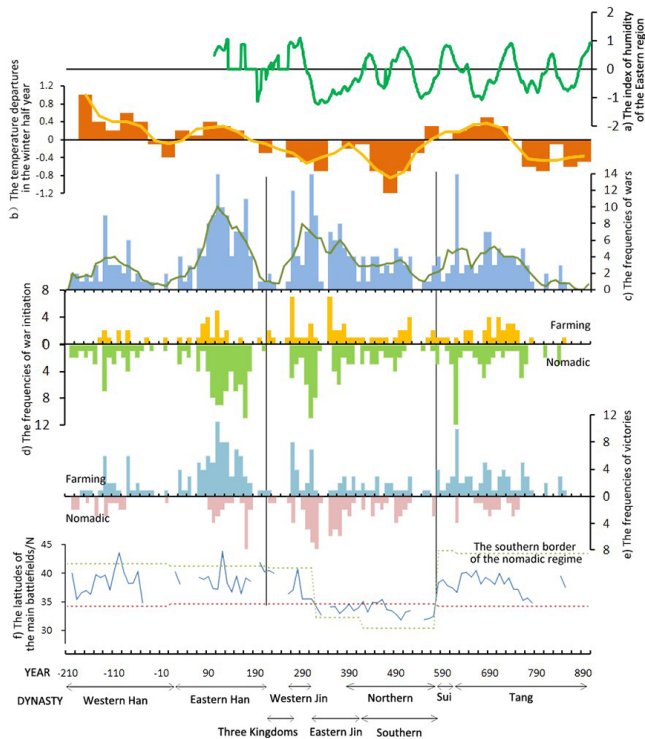 2
1
0
-1
-2
a) The index of humidity
of the Eastern region
1.2
0.8
0.4
0
-0.4
-0.8
-1.2
b) The temperature departures
in the winter half year
14
12
10
8
6
4
2
0
c) The frequencies of wars
8
4
0
4
8
12
d) The frequencies of war initiation
Farming
Nomadic
12
8
4
0
4
8
e) The frequencies of victories
Farming
Nomadic
45
40
35
30
f) The latitudes of
the main battlefields/N
The southern border
of the nomadic regime
YEAR -210 -110 -10 90 190 290 390 490 590 690 790 890
DYNASTY Western Han Eastern Han Western Jin Northern Sui Tang
Three Kingdoms Eastern Jin Southern